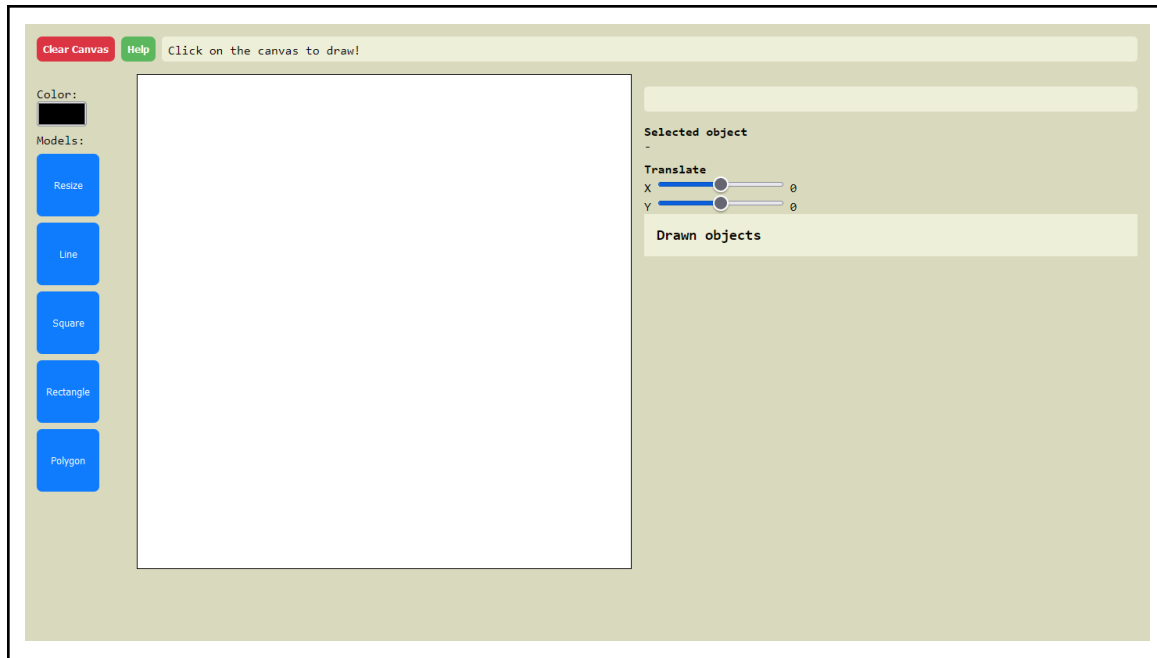 Clear Canvas Help Click on the canvas to draw!
Color:
Models:
Resize
Line
Square
Rectangle
Polygon
Selected object
-
Translate
X 0
Y 0
Drawn objects